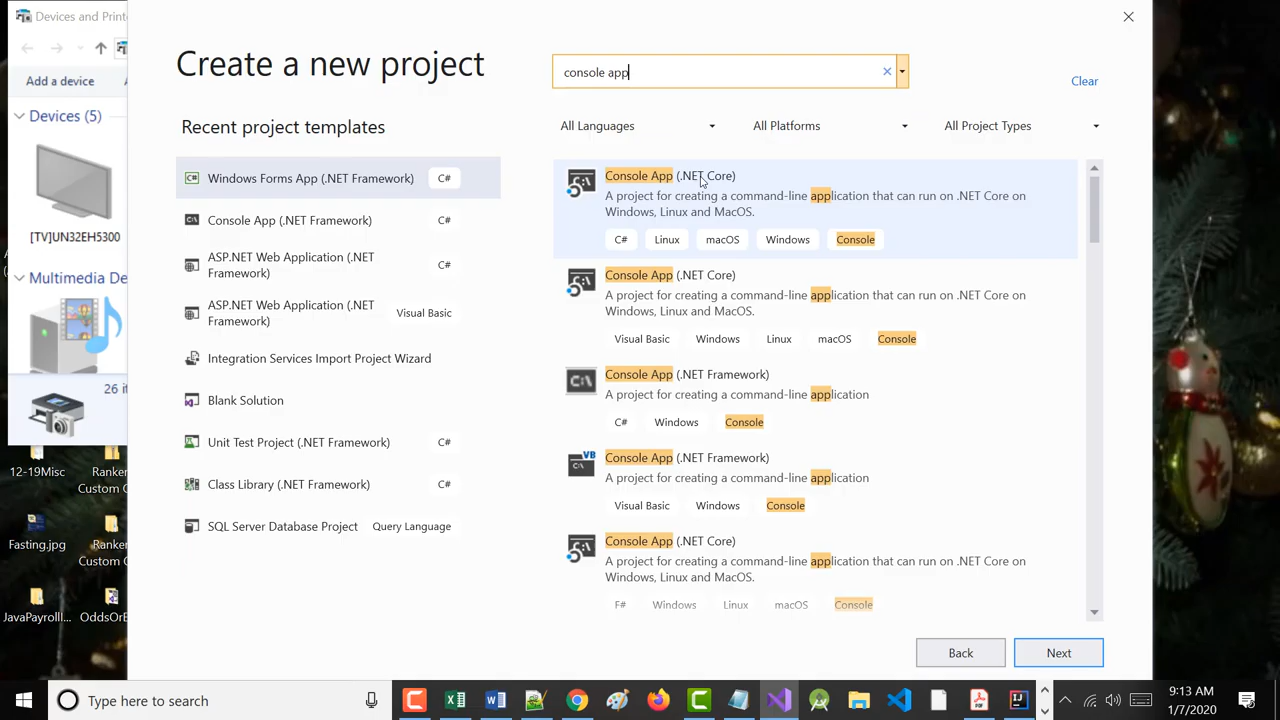 Devices and Print
Create a new project
console app
Clear
Add a device
Devices (5)
Recent project templates
All Languages
All Platforms
All Project Types
Windows Forms App (.NET Framework)
C#
Console App (.NET Framework)
C#
ASP.NET Web Application (.NET
Framework)
C#
ASP.NET Web Application (.NET
Framework)
Visual Basic
Integration Services Import Project Wizard
Blank Solution
Unit Test Project (.NET Framework)
C#
Class Library (.NET Framework)
C#
SQL Server Database Project
Query Language
Console App (.NET Core)
A project for creating a command-line application that can run on .NET Core on
Windows, Linux and MacOS.
C# Linux macOS Windows Console
Console App (.NET Core)
A project for creating a command-line application that can run on .NET Core on
Windows, Linux and MacOS.
Visual Basic Windows Linux macOS Console
Console App (.NET Framework)
A project for creating a command-line application
C# Windows Console
VB
Console App (.NET Framework)
A project for creating a command-line application
Visual Basic Windows Console
Console App (.NET Core)
A project for creating a command-line application that can run on .NET Core on
Windows, Linux and MacOS.
F# Windows Linux macOS Console
Back
Next
[TV]UN32EH5300
Multimedia De
26 it
12-19Misc
Ranker
Custom C
Fasting.jpg
Ranker
Custom C
JavaPayrollI...
OddsOrE
Type here to search
9:13 AM
1/7/2020